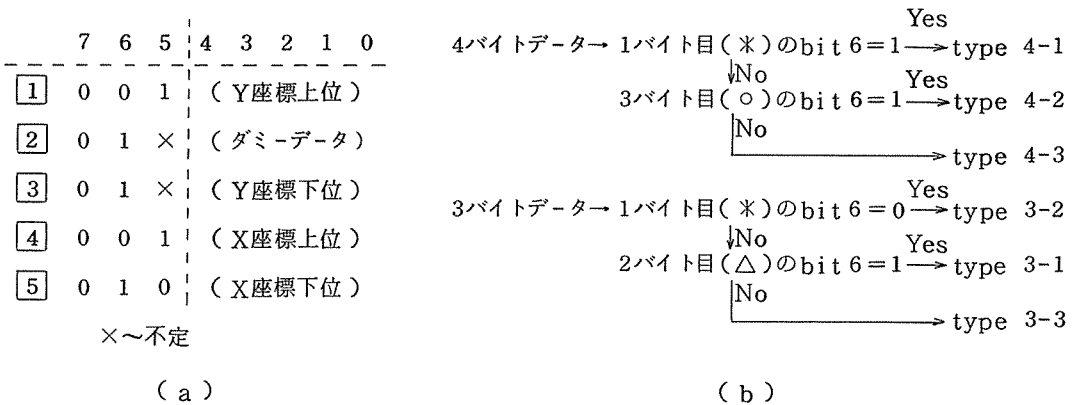 7 6 5 4 3 2 1 0
1 0 0 1 (Y座標上位)
2 0 1 × (ダミーデータ)
3 0 1 × (Y座標下位)
4 0 0 1 (X座標上位)
5 0 1 0 (X座標下位)
×～不定
(a)
Yes
4バイトデータ→1バイト目(＊)のbit6=1→type 4-1
No
Yes
3バイト目(○)のbit6=1→type 4-2
No
type 4-3
Yes
3バイトデータ→1バイト目(＊)のbit6=0→type 3-2
No
Yes
2バイト目(△)のbit6=1→type 3-1
No
type 3-3
(b)